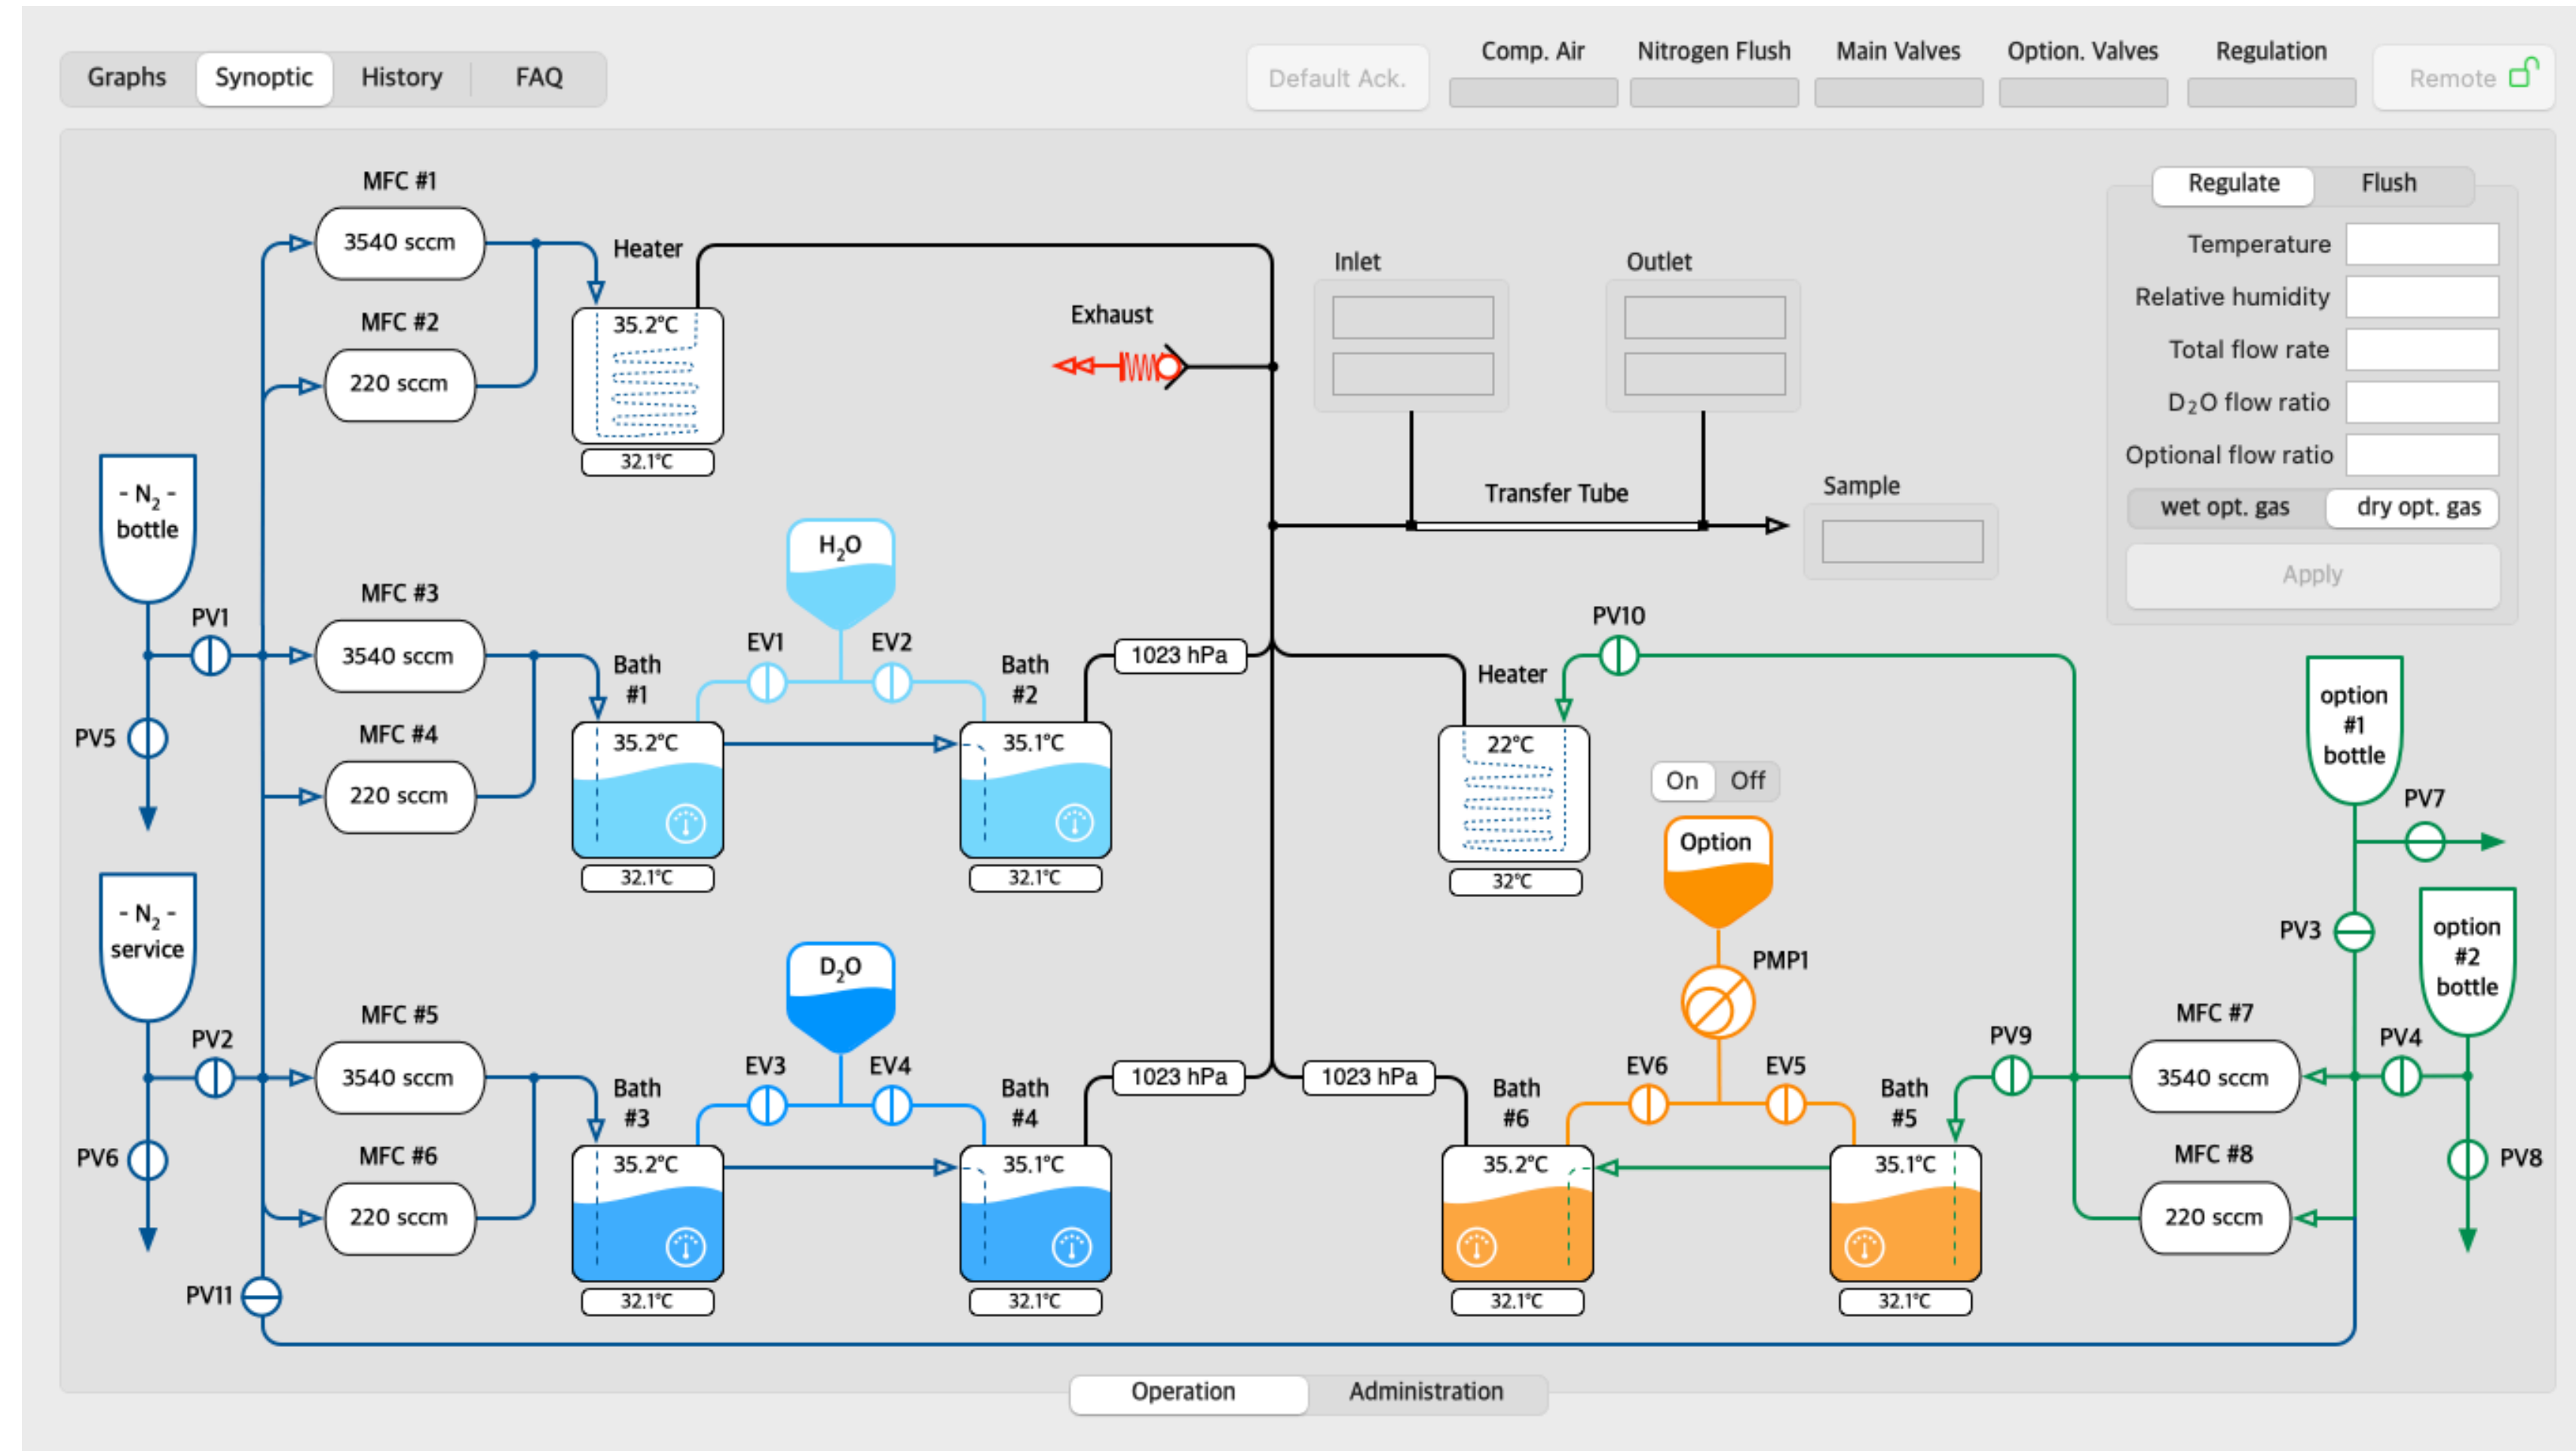 Graphs Synoptic History FAQ
Default Ack.
Comp. Air Nitrogen Flush Main Valves Option. Valves Regulation
Remote
MFC #1
3540 sccm
MFC #2
220 sccm
Heater
35.2°C
32.1°C
Exhaust
Inlet
Outlet
Transfer Tube
Sample
Regulate Flush
Temperature
Relative humidity
Total flow rate
D₂O flow ratio
Optional flow ratio
wet opt. gas dry opt. gas
Apply
- N₂ -
bottle
PV1
PV5
MFC #3
3540 sccm
MFC #4
220 sccm
H₂O
EV1
EV2
Bath
#1
35.2°C
32.1°C
Bath
#2
35.1°C
32.1°C
1023 hPa
PV10
Heater
22°C
32°C
On Off
Option
PMP1
option
#1
bottle
PV7
PV3
option
#2
bottle
- N₂ -
service
PV2
PV6
MFC #5
3540 sccm
MFC #6
220 sccm
PV11
D₂O
EV3
EV4
Bath
#3
35.2°C
32.1°C
Bath
#4
35.1°C
32.1°C
1023 hPa
1023 hPa
Bath
#6
35.2°C
32.1°C
EV6
EV5
Bath
#5
35.1°C
32.1°C
PV9
MFC #7
3540 sccm
MFC #8
220 sccm
PV4
PV8
Operation Administration